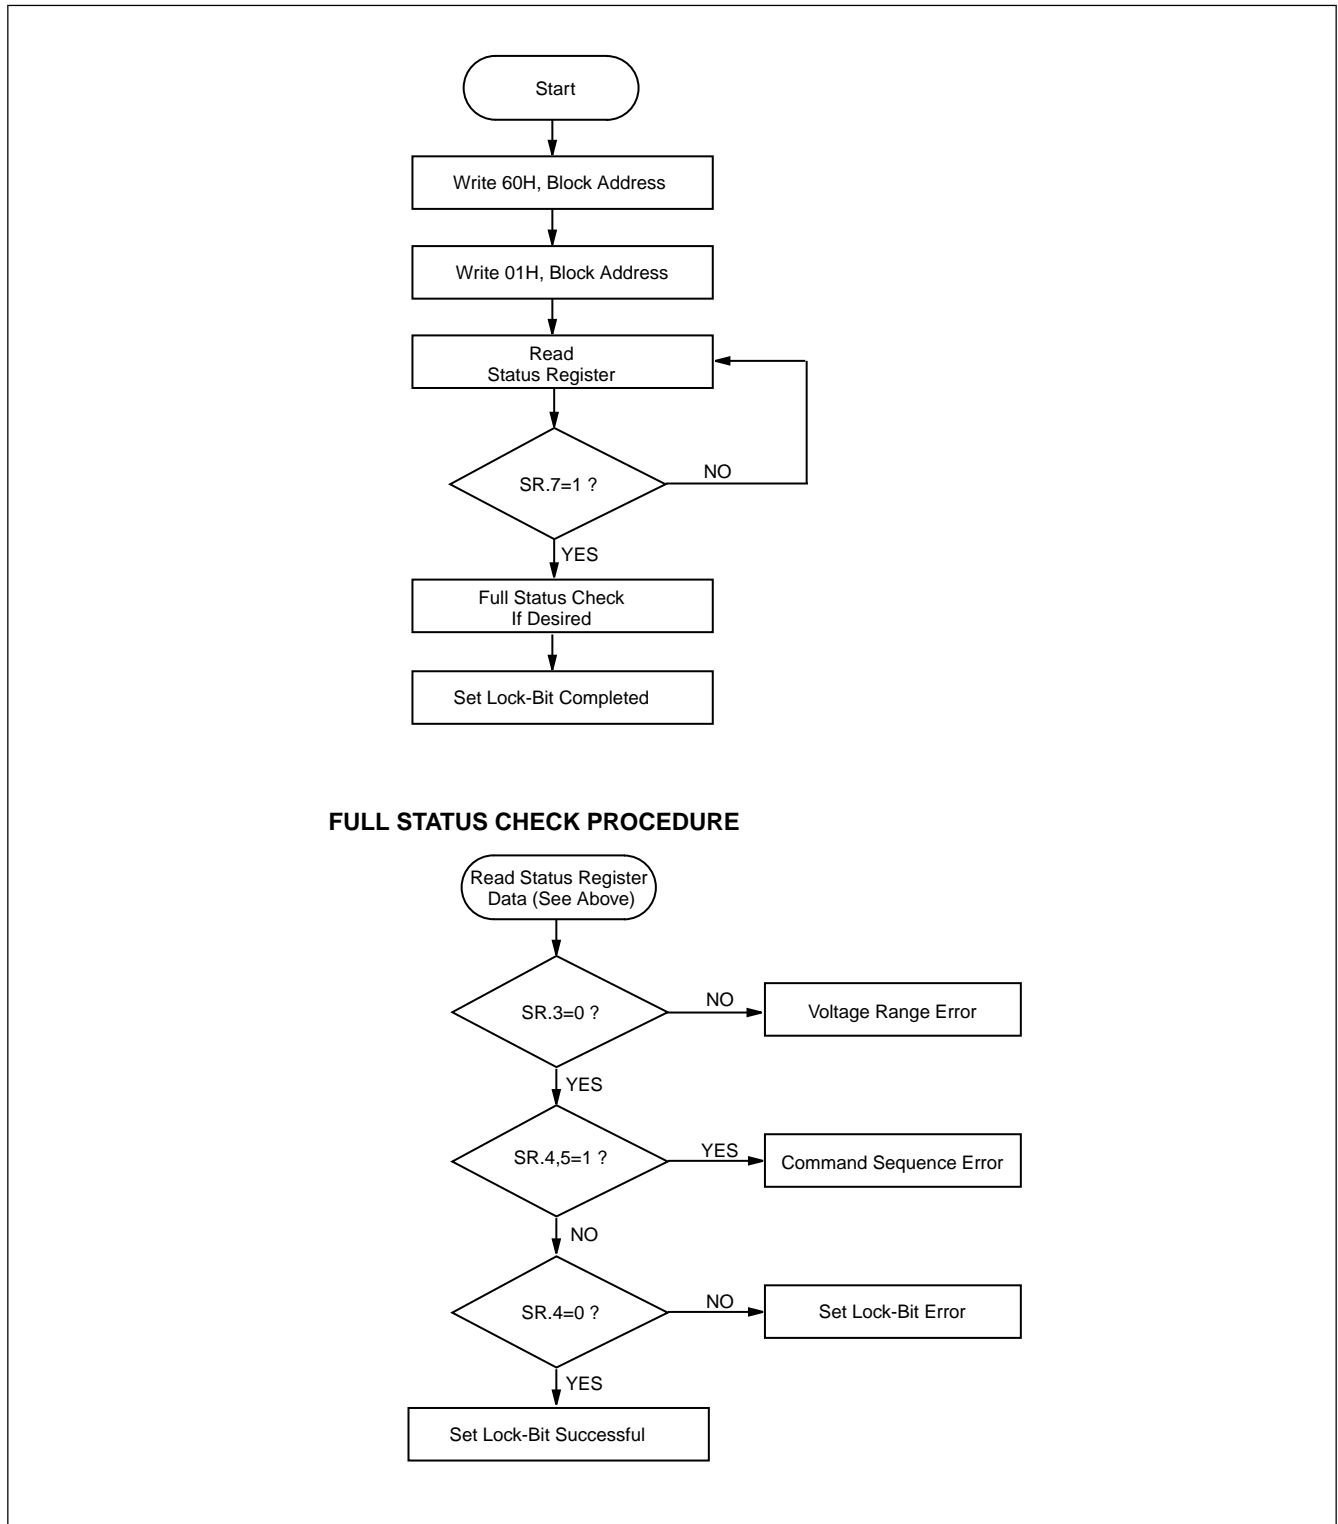 Start
Write 60H, Block Address
Write 01H, Block Address
Read
Status Register
SR.7=1 ?
NO
YES
Full Status Check
If Desired
Set Lock-Bit Completed
FULL STATUS CHECK PROCEDURE
Read Status Register
Data (See Above)
SR.3=0 ?
NO
Voltage Range Error
YES
SR.4,5=1 ?
YES
Command Sequence Error
NO
SR.4=0 ?
NO
Set Lock-Bit Error
YES
Set Lock-Bit Successful